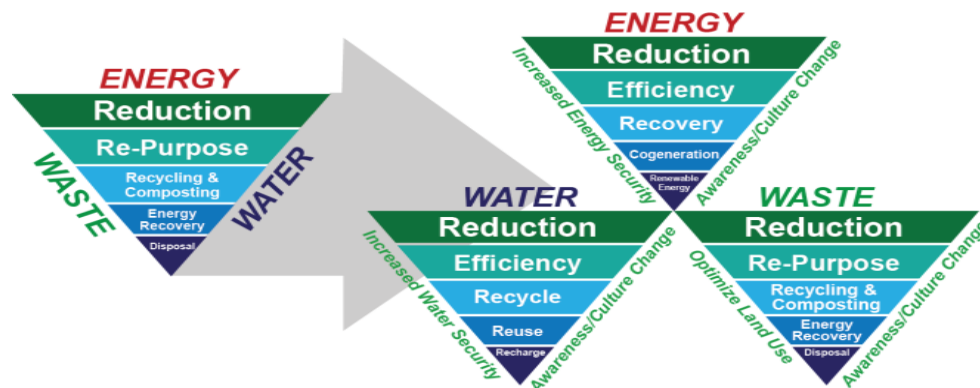 ENERGY
Reduction
Re-Purpose
Recycling &
Composting
Energy
Recovery
Disposal
WASTE
WATER
ENERGY
Reduction
Efficiency
Recovery
Cogeneration
Renewable
Energy
Increased Energy Security
Awareness/Culture Change
WATER
Reduction
Efficiency
Recycle
Reuse
Recharge
Increased Water Security
Awareness/Culture Change
WASTE
Reduction
Re-Purpose
Recycling &
Composting
Energy
Recovery
Disposal
Optimize Land Use
Awareness/Culture Change